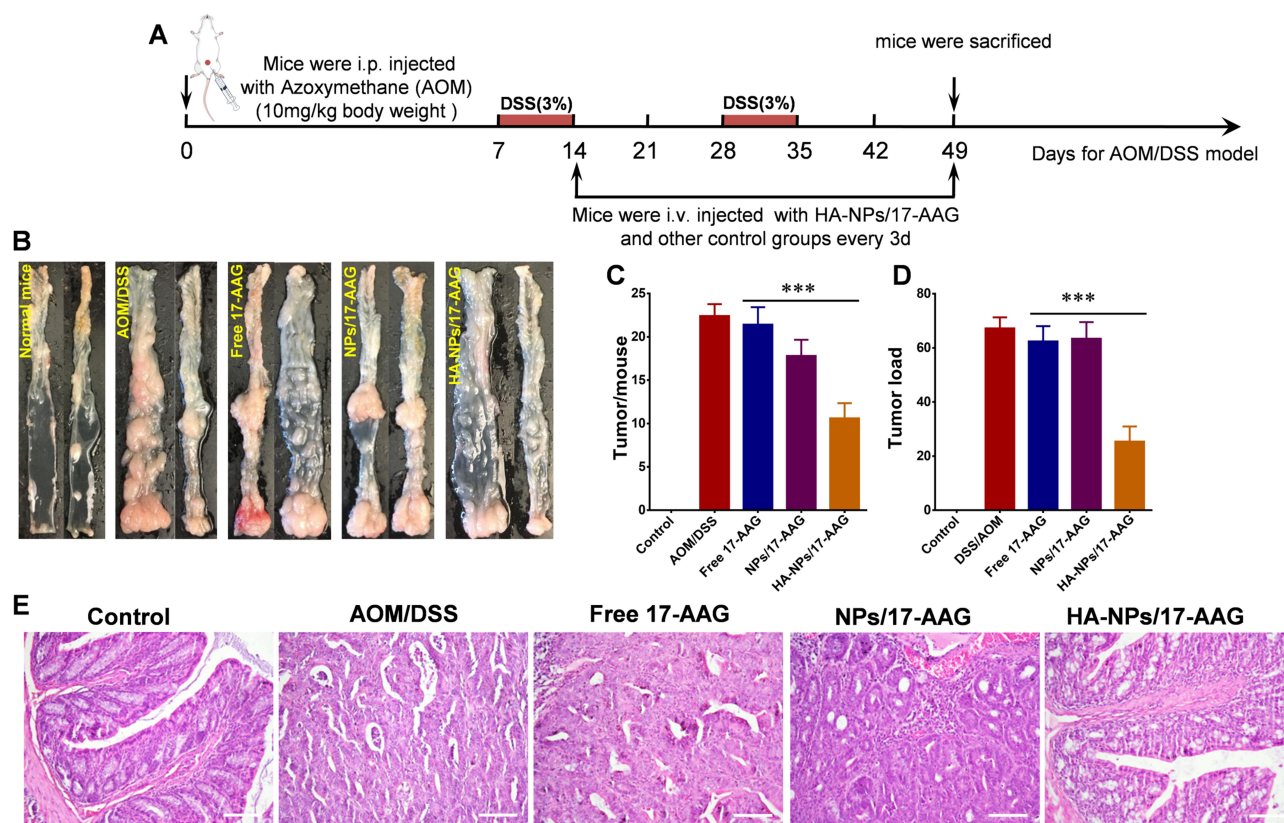 A
Mice were i.p. injected
with Azoxymethane (AOM)
(10mg/kg body weight )
mice were sacrificed
DSS(3%)
DSS(3%)
0
7
14
21
28
35
42
49
Days for AOM/DSS model
Mice were i.v. injected with HA-NPs/17-AAG
and other control groups every 3d
B
Normal mice
AOM/DSS
Free 17-AAG
NPs/17-AAG
HA-NPs/17-AAG
C
***
Tumor/mouse
25
20
15
10
5
0
Control
AOM/DSS
Free 17-AAG
NPs/17-AAG
HA-NPs/17-AAG
D
***
Tumor load
80
60
40
20
0
Control
DSS/AOM
Free 17-AAG
NPs/17-AAG
HA-NPs/17-AAG
E
Control
AOM/DSS
Free 17-AAG
NPs/17-AAG
HA-NPs/17-AAG